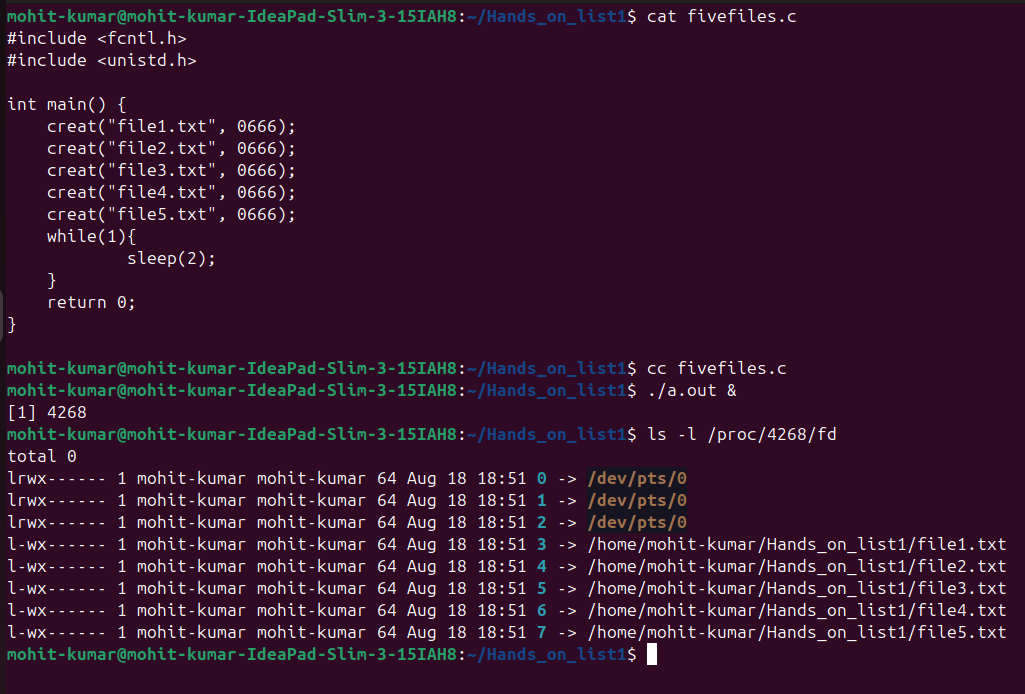 mohit-kumar@mohit-kumar-IdeaPad-Slim-3-15IAH8:~/Hands_on_list1$ cat fivefiles.c
#include <fcntl.h>
#include <unistd.h>

int main() {
    creat("file1.txt", 0666);
    creat("file2.txt", 0666);
    creat("file3.txt", 0666);
    creat("file4.txt", 0666);
    creat("file5.txt", 0666);
    while(1){
            sleep(2);
    }
    return 0;
}

mohit-kumar@mohit-kumar-IdeaPad-Slim-3-15IAH8:~/Hands_on_list1$ cc fivefiles.c
mohit-kumar@mohit-kumar-IdeaPad-Slim-3-15IAH8:~/Hands_on_list1$ ./a.out &
[1] 4268
mohit-kumar@mohit-kumar-IdeaPad-Slim-3-15IAH8:~/Hands_on_list1$ ls -l /proc/4268/fd
total 0
lrwx------ 1 mohit-kumar mohit-kumar 64 Aug 18 18:51 0 -> /dev/pts/0
lrwx------ 1 mohit-kumar mohit-kumar 64 Aug 18 18:51 1 -> /dev/pts/0
lrwx------ 1 mohit-kumar mohit-kumar 64 Aug 18 18:51 2 -> /dev/pts/0
l-wx------ 1 mohit-kumar mohit-kumar 64 Aug 18 18:51 3 -> /home/mohit-kumar/Hands_on_list1/file1.txt
l-wx------ 1 mohit-kumar mohit-kumar 64 Aug 18 18:51 4 -> /home/mohit-kumar/Hands_on_list1/file2.txt
l-wx------ 1 mohit-kumar mohit-kumar 64 Aug 18 18:51 5 -> /home/mohit-kumar/Hands_on_list1/file3.txt
l-wx------ 1 mohit-kumar mohit-kumar 64 Aug 18 18:51 6 -> /home/mohit-kumar/Hands_on_list1/file4.txt
l-wx------ 1 mohit-kumar mohit-kumar 64 Aug 18 18:51 7 -> /home/mohit-kumar/Hands_on_list1/file5.txt
mohit-kumar@mohit-kumar-IdeaPad-Slim-3-15IAH8:~/Hands_on_list1$